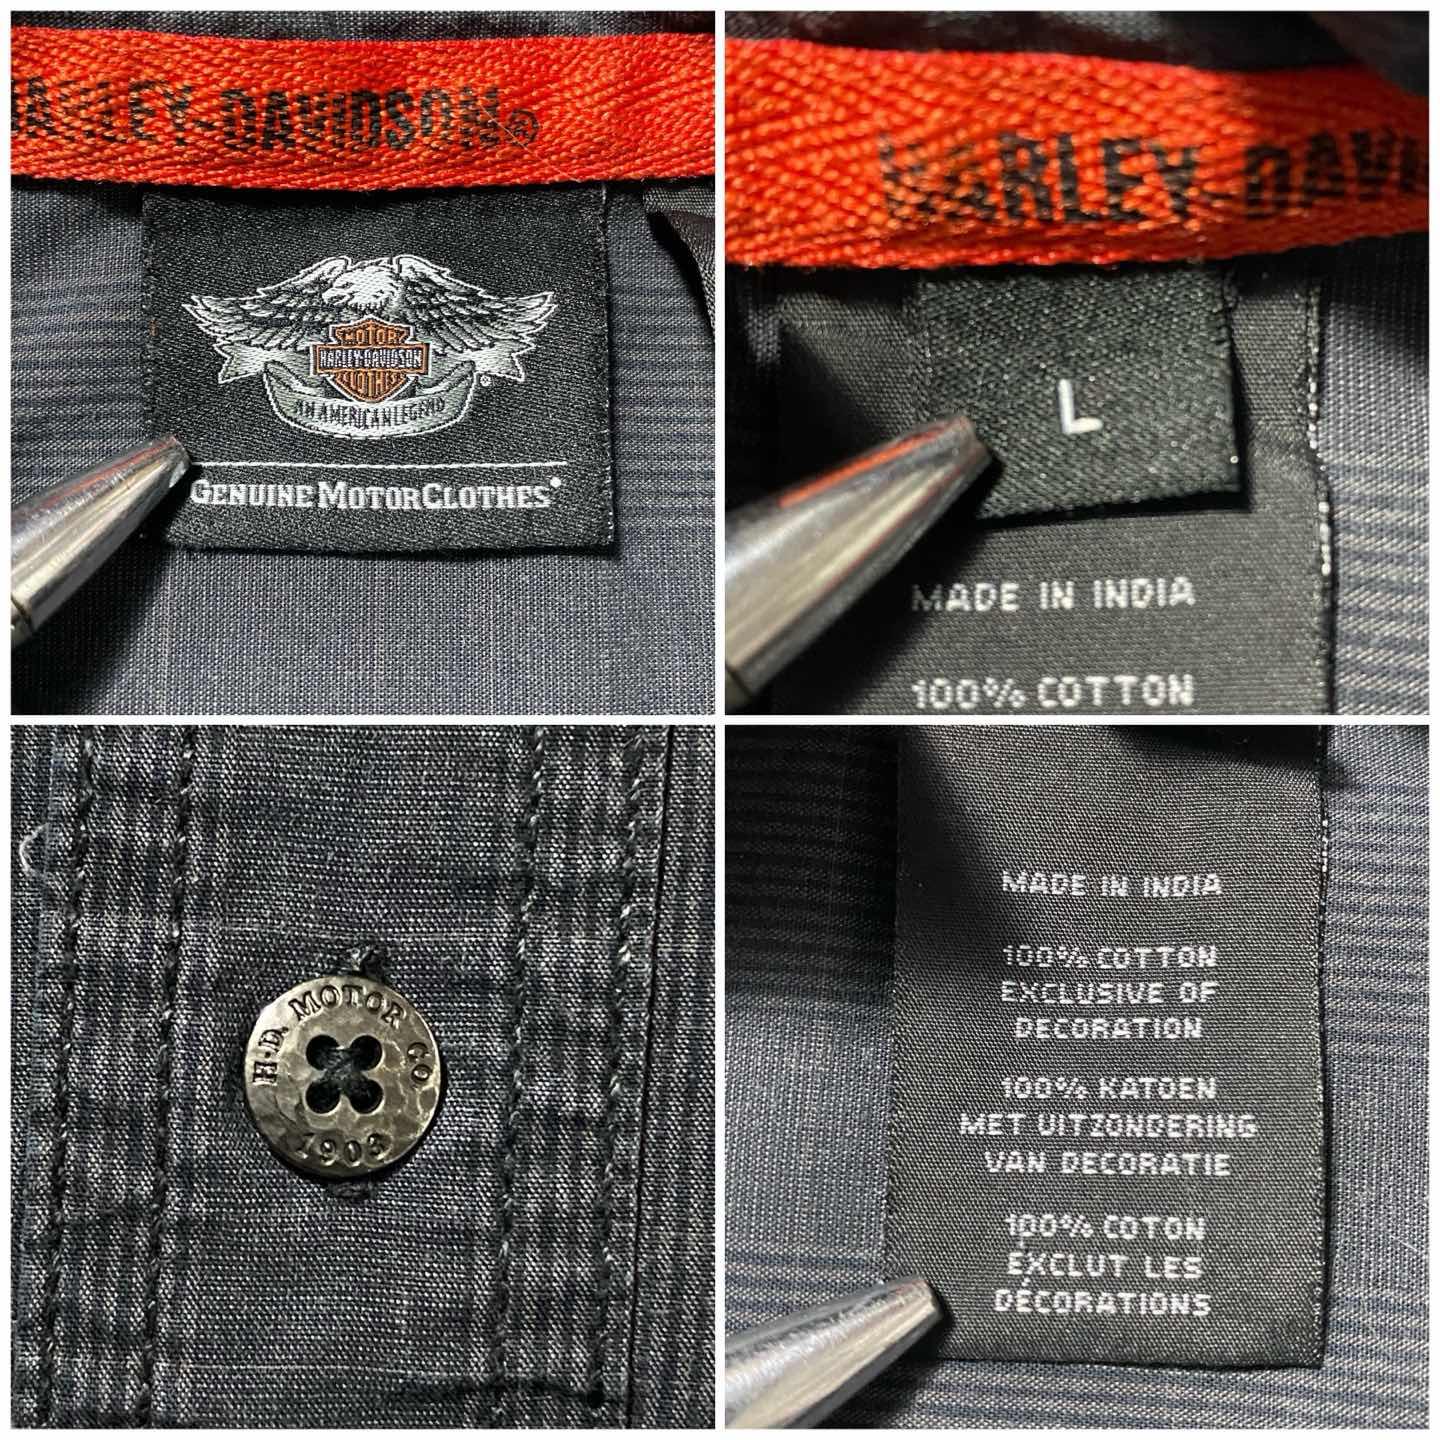 HARLEY-DAVIDSON®
MOTOR
HARLEY-DAVIDSON
CLOTHES
®
AN AMERICAN LEGEND
GENUINE MOTORCLOTHES®
HARLEY-DAVI
L
MADE IN INDIA
100% COTTON
H-D. MOTOR CO.
1903
MADE IN INDIA
100% COTTON
EXCLUSIVE OF
DECORATION
100% KATOEN
MET UITZONDERING
VAN DECORATIE
100% COTON
EXCLUT LES
DÉCORATIONS